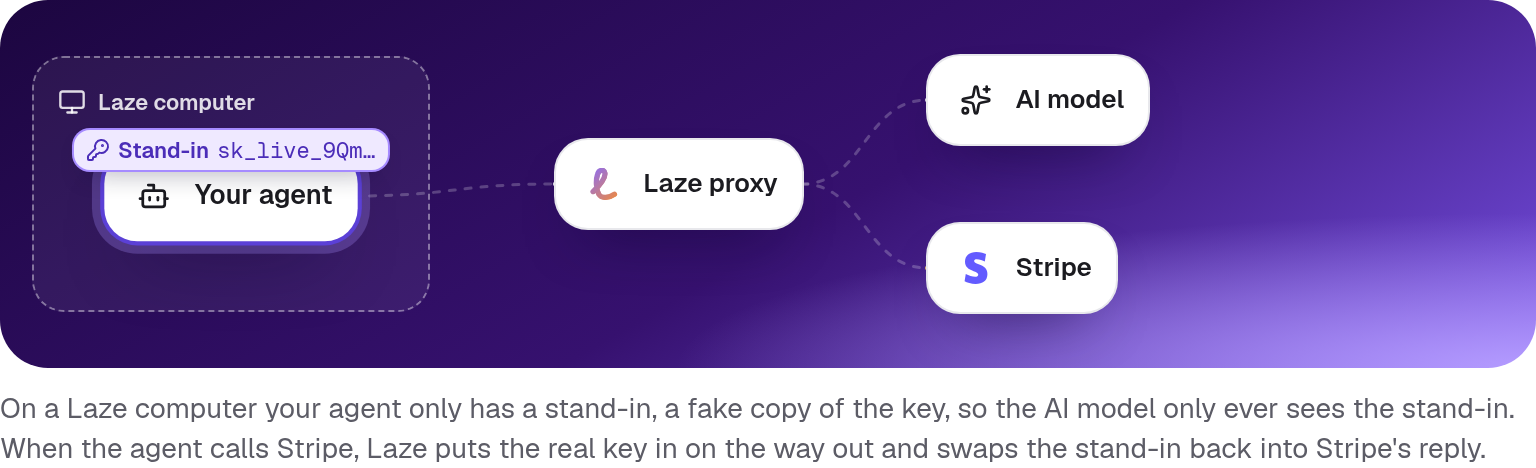 Laze computer
Stand-in sk_live_9Qm…
Your agent
Laze proxy
AI model
Stripe
On a Laze computer your agent only has a stand-in, a fake copy of the key, so the AI model only ever sees the stand-in.
When the agent calls Stripe, Laze puts the real key in on the way out and swaps the stand-in back into Stripe's reply.